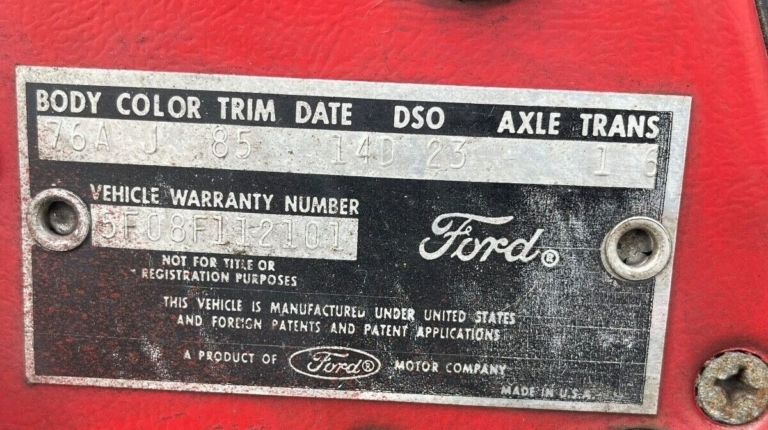 BODY COLOR TRIM DATE DSO AXLE TRANS
76A J 85 14D 23 1 6
VEHICLE WARRANTY NUMBER
5F08F112101
Ford®
NOT FOR TITLE OR
REGISTRATION PURPOSES
THIS VEHICLE IS MANUFACTURED UNDER UNITED STATES
AND FOREIGN PATENTS AND PATENT APPLICATIONS
A PRODUCT OF Ford® MOTOR COMPANY
MADE IN U.S.A.